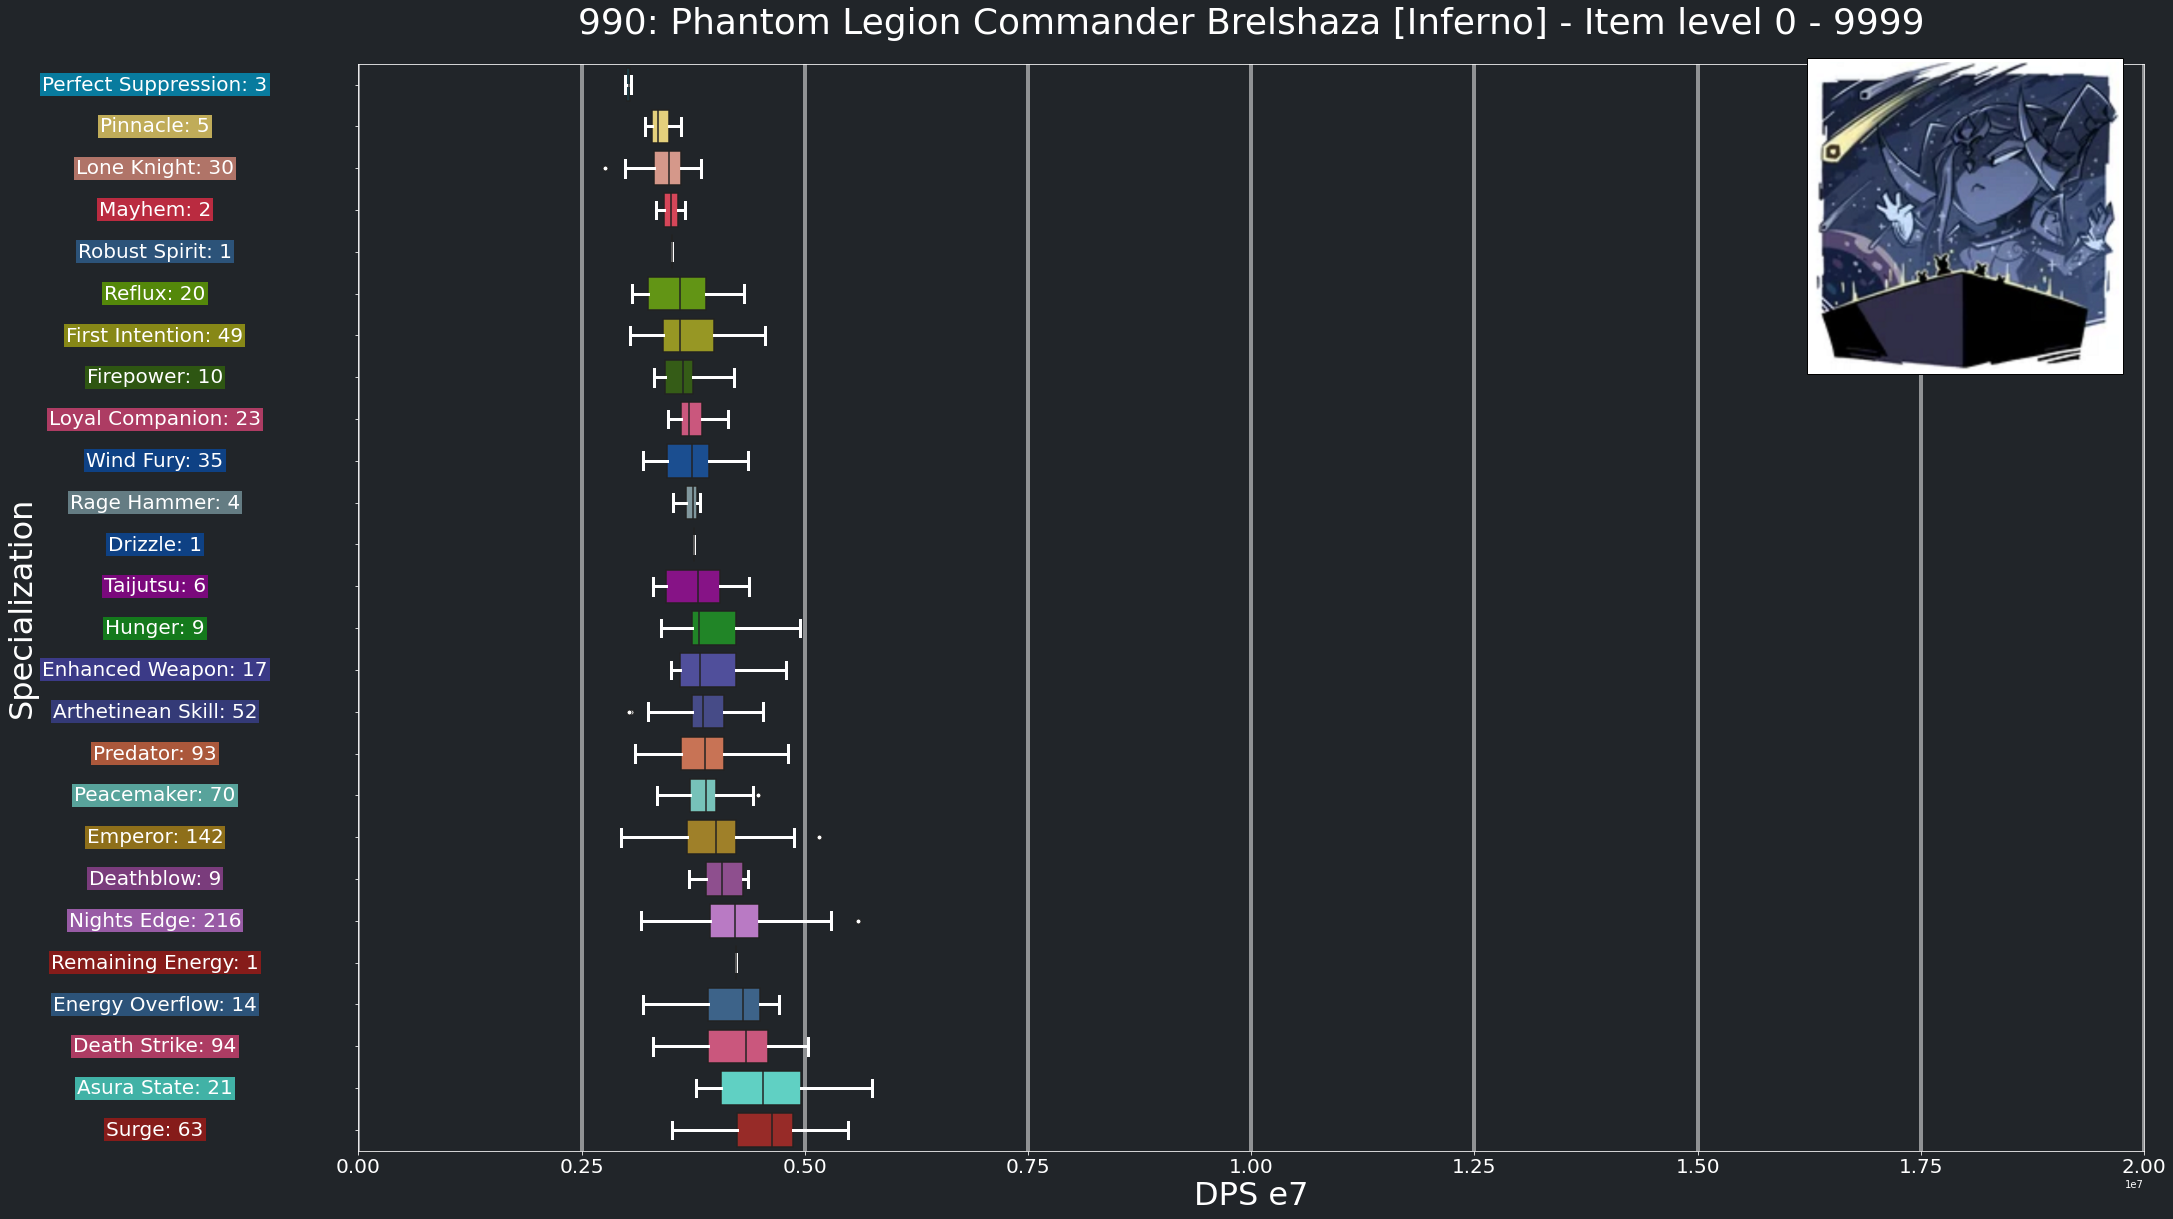 990: Phantom Legion Commander Brelshaza [Inferno] - Item level 0 - 9999
Specialization
Perfect Suppression: 3
Pinnacle: 5
Lone Knight: 30
Mayhem: 2
Robust Spirit: 1
Reflux: 20
First Intention: 49
Firepower: 10
Loyal Companion: 23
Wind Fury: 35
Rage Hammer: 4
Drizzle: 1
Taijutsu: 6
Hunger: 9
Enhanced Weapon: 17
Arthetinean Skill: 52
Predator: 93
Peacemaker: 70
Emperor: 142
Deathblow: 9
Nights Edge: 216
Remaining Energy: 1
Energy Overflow: 14
Death Strike: 94
Asura State: 21
Surge: 63
0.00 0.25 0.50 0.75 1.00 1.25 1.50 1.75 2.00
1e7
DPS e7